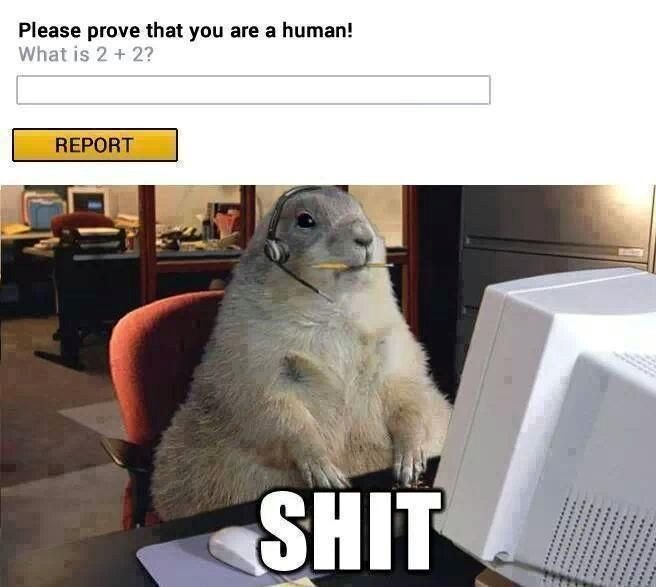 Please prove that you are a human!
What is 2 + 2?
REPORT
SHIT